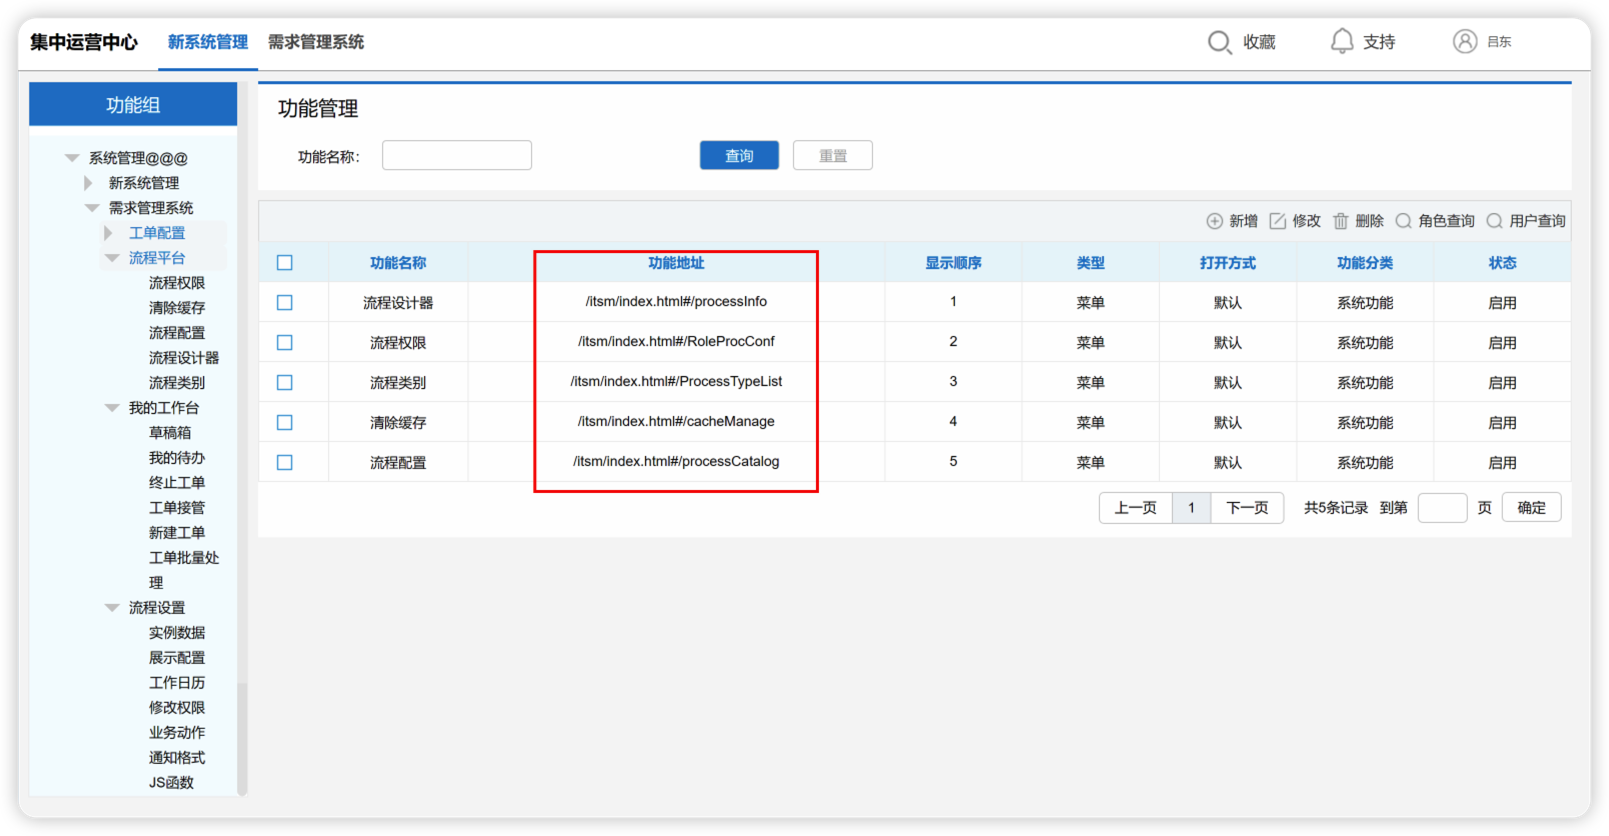 集中运营中心 新系统管理 需求管理系统 收藏 支持 吕东
功能组
系统管理@@@
新系统管理
需求管理系统
工单配置
流程平台
流程权限
清除缓存
流程配置
流程设计器
流程类别
我的工作台
草稿箱
我的待办
终止工单
工单接管
新建工单
工单批量处
理
流程设置
实例数据
展示配置
工作日历
修改权限
业务动作
通知格式
JS函数
功能管理
功能名称: 查询 重置
新增 修改 删除 角色查询 用户查询
功能名称 功能地址 显示顺序 类型 打开方式 功能分类 状态
流程设计器 /itsm/index.html#/processInfo 1 菜单 默认 系统功能 启用
流程权限 /itsm/index.html#/RoleProcConf 2 菜单 默认 系统功能 启用
流程类别 /itsm/index.html#/ProcessTypeList 3 菜单 默认 系统功能 启用
清除缓存 /itsm/index.html#/cacheManage 4 菜单 默认 系统功能 启用
流程配置 /itsm/index.html#/processCatalog 5 菜单 默认 系统功能 启用
上一页 1 下一页 共5条记录 到第 页 确定